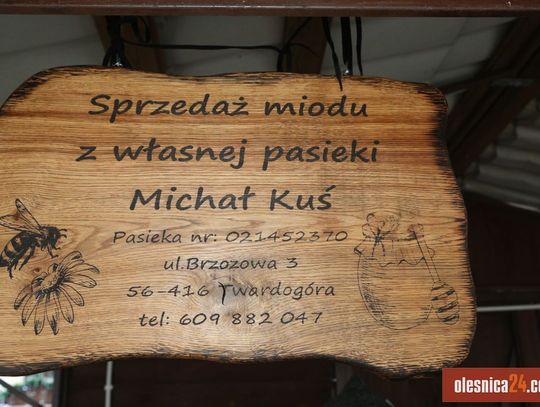 Sprzedaż miodu
z własnej pasieki
Michał Kuś
Pasieka nr: 021452370
ul.Brzozowa 3
56-416 Twardogóra
tel: 609 882 047
olesnica24.c